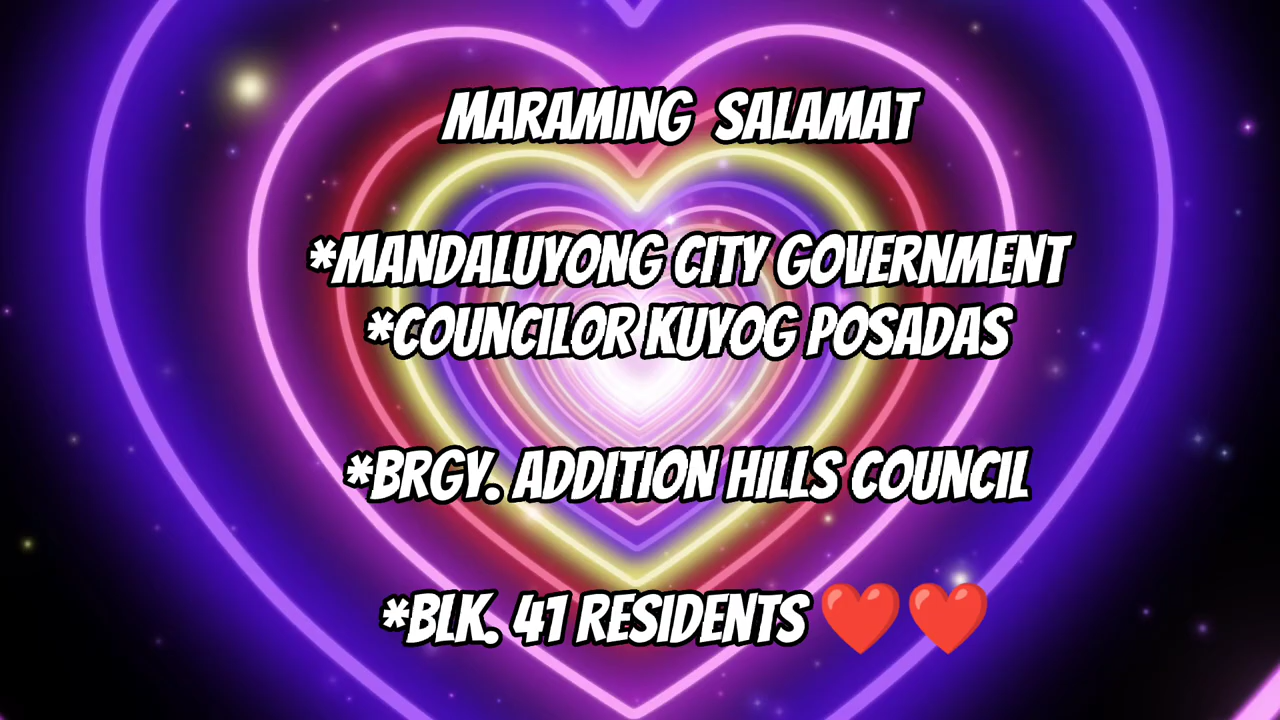 MARAMING SALAMAT
*MANDALUYONG CITY GOVERNMENT
*COUNCILOR KUYOG POSADAS
*BRGY. ADDITION HILLS COUNCIL
*BLK. 41 RESIDENTS ❤️❤️